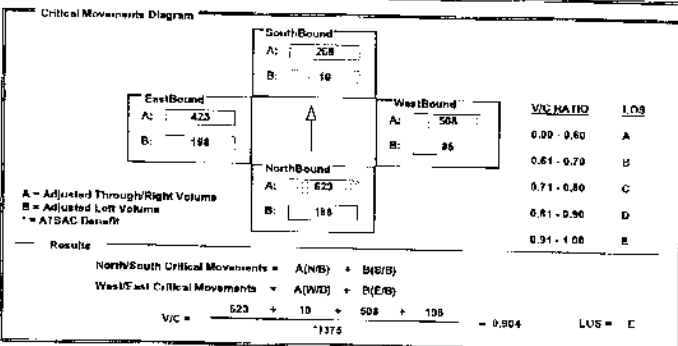 Critical Movements Diagram
SouthBound
A: 268
B: 10
EastBound
A: 423
B: 198
WestBound
A: 508
B:
NorthBound
A: 623
B: 188
V/C RATIO LOS
0.00 - 0.60 A
0.61 - 0.70 B
0.71 - 0.80 C
0.81 - 0.90 D
0.91 - 1.00 E
A = Adjusted Through/Right Volume
B = Adjusted Left Volume
* = ATSAC Benefit
Results
North/South Critical Movements = A(N/B) + B(S/B)
West/East Critical Movements = A(W/B) + B(E/B)
V/C = 623 + 10 + 508 + 198 = 0.904 LOS = E
*1375